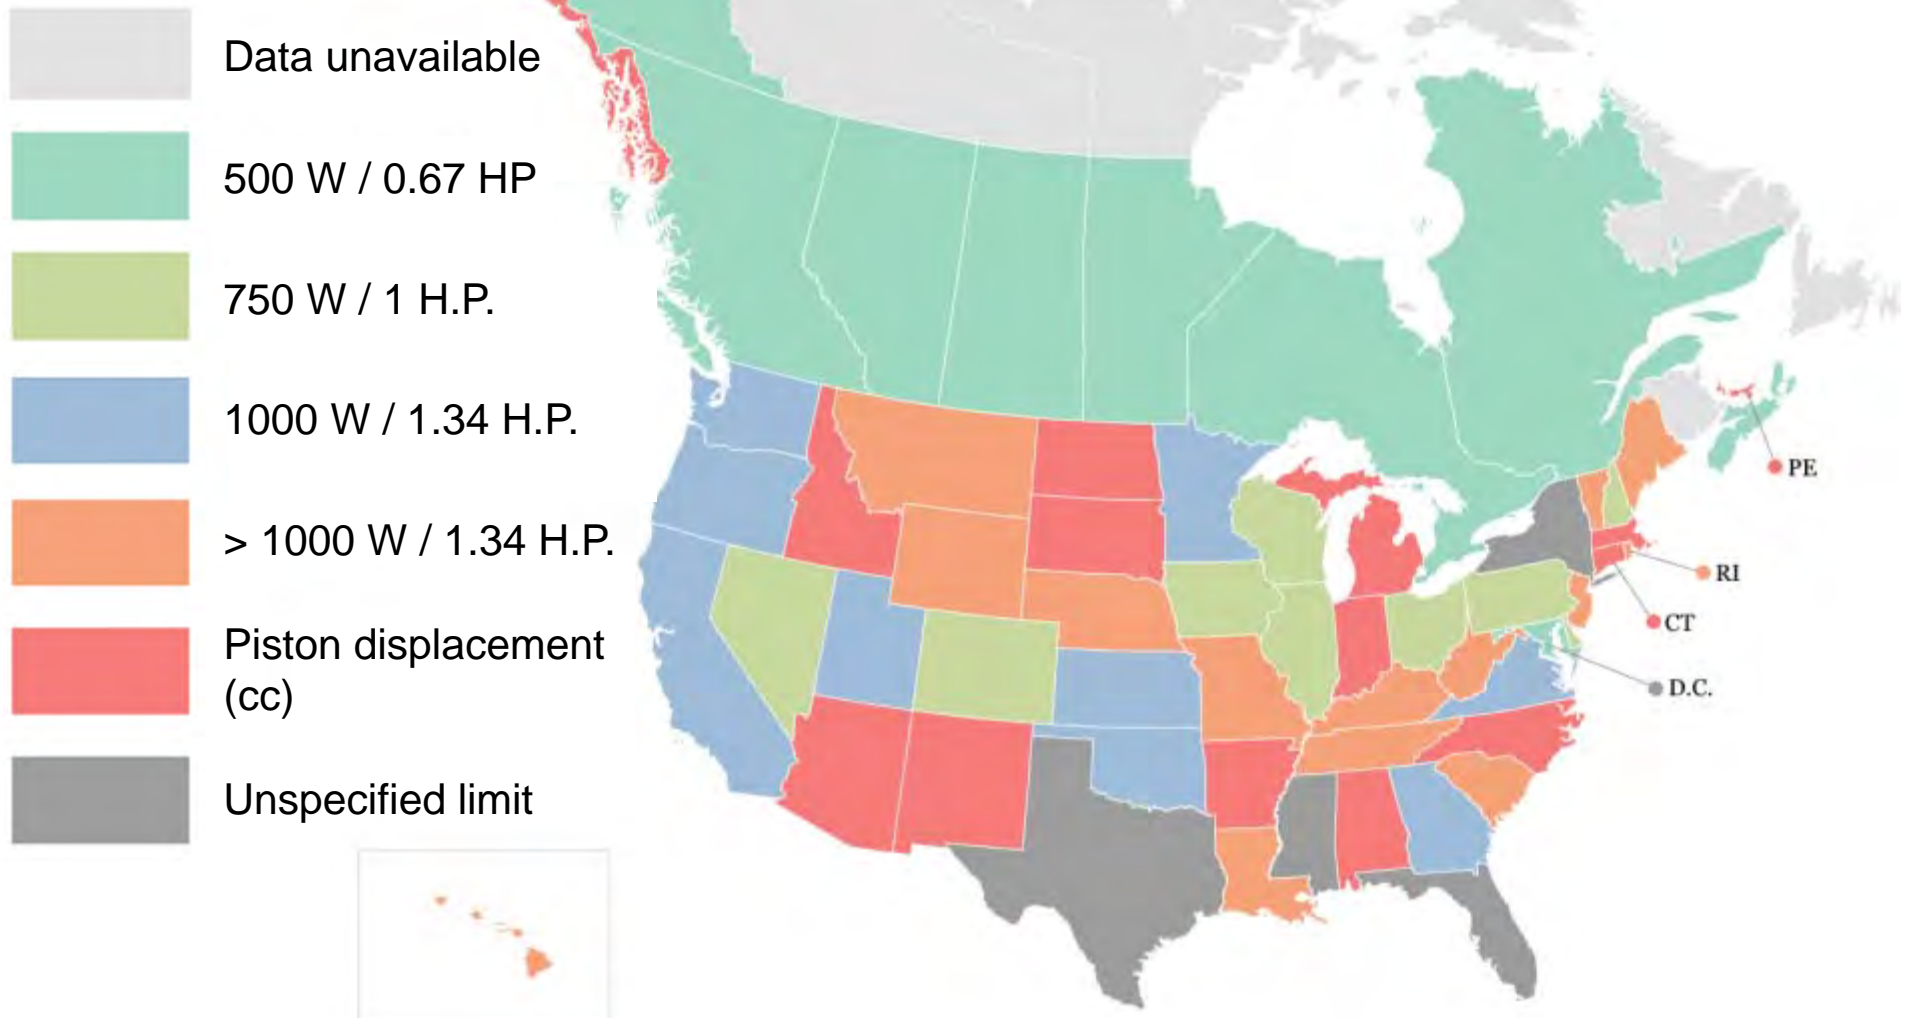 Data unavailable
500 W / 0.67 HP
750 W / 1 H.P.
1000 W / 1.34 H.P.
> 1000 W / 1.34 H.P.
Piston displacement
(cc)
Unspecified limit
PE
RI
CT
D.C.